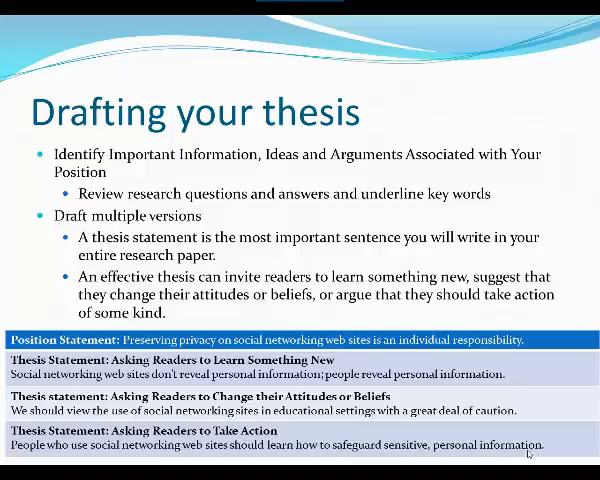 Drafting your thesis
Identify Important Information, Ideas and Arguments Associated with Your
Position
Review research questions and answers and underline key words
Draft multiple versions
A thesis statement is the most important sentence you will write in your
entire research paper.
An effective thesis can invite readers to learn something new, suggest that
they change their attitudes or beliefs, or argue that they should take action
of some kind.
Position Statement: Preserving privacy on social networking web sites is an individual responsibility.
Thesis Statement: Asking Readers to Learn Something New
Social networking web sites don't reveal personal information; people reveal personal information.
Thesis statement: Asking Readers to Change their Attitudes or Beliefs
We should view the use of social networking sites in educational settings with a great deal of caution.
Thesis Statement: Asking Readers to Take Action
People who use social networking web sites should learn how to safeguard sensitive, personal information.